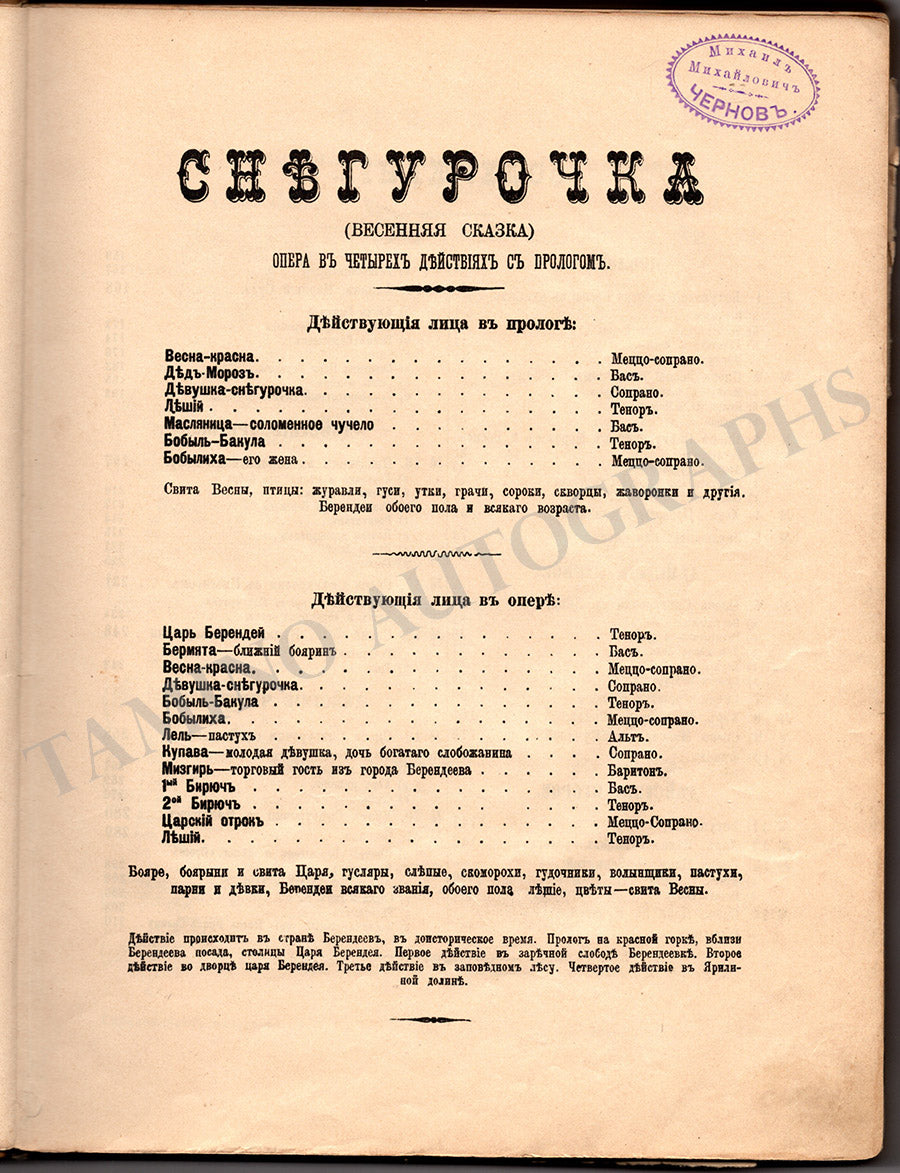 Михаилъ
Михайловичъ
ЧЕРНОВЪ.
СНѢГУРОЧКА
(ВЕСЕННЯЯ СКАЗКА)
ОПЕРА ВЪ ЧЕТЫРЕХЪ ДѢЙСТВІЯХЪ СЪ ПРОЛОГОМЪ.
Дѣйствующія лица въ прологѣ:
Весна-красна. . . . . . . . . . . . . . . . Меццо-сопрано.
Дѣдъ-Морозъ. . . . . . . . . . . . . . . . Басъ.
Дѣвушка-снѣгурочка. . . . . . . . . . . . . . Сопрано.
Лѣшій . . . . . . . . . . . . . . . . . . Теноръ.
Масляница—соломенное чучело . . . . . . . . . . Басъ.
Бобыль-Бакула . . . . . . . . . . . . . . . Теноръ.
Бобылиха—его жена . . . . . . . . . . . . . . Меццо-сопрано.
Свита Весны, птицы: журавли, гуси, утки, грачи, сороки, скворцы, жаворонки и другія.
Берендеи обоего пола и всякаго возраста.
Дѣйствующія лица въ оперѣ:
Царь Берендей . . . . . . . . . . . . . . . Теноръ.
Бермята—ближній бояринъ . . . . . . . . . . . . Басъ.
Весна-красна. . . . . . . . . . . . . . . . Меццо-сопрано.
Дѣвушка-снѣгурочка. . . . . . . . . . . . . . Сопрано.
Бобыль-Бакула . . . . . . . . . . . . . . . Теноръ.
Бобылиха. . . . . . . . . . . . . . . . . Меццо-сопрано.
Лель—пастухъ . . . . . . . . . . . . . . . Альтъ.
Купава—молодая дѣвушка, дочь богатаго слобожанина . . . . Сопрано.
Мизгирь—торговый гость изъ города Берендеева . . . . . . Баритонъ.
1ый Бирючъ . . . . . . . . . . . . . . . . Басъ.
2ой Бирючъ . . . . . . . . . . . . . . . . Теноръ.
Царскій отрокъ . . . . . . . . . . . . . . . Меццо-Сопрано.
Лѣшій. . . . . . . . . . . . . . . . . . Теноръ.
Бояре, боярыни и свита Царя, гусляры, слѣпые, скоморохи, гудочники, волынщики, пастухи,
парни и дѣвки, Берендеи всякаго званія, обоего пола лѣшіе, цвѣты—свита Весны.
Дѣйствіе происходитъ въ странѣ Берендеевъ, въ доисторическое время. Прологъ на красной горкѣ, вблизи
Берендеева посада, столицы Царя Берендея. Первое дѣйствіе въ зарѣчной слободѣ Берендеевкѣ. Второе
дѣйствіе во дворцѣ царя Берендея. Третье дѣйствіе въ заповѣдномъ лѣсу. Четвертое дѣйствіе въ Ярили-
ной долинѣ.
TAMINO AUTOGRAPHS